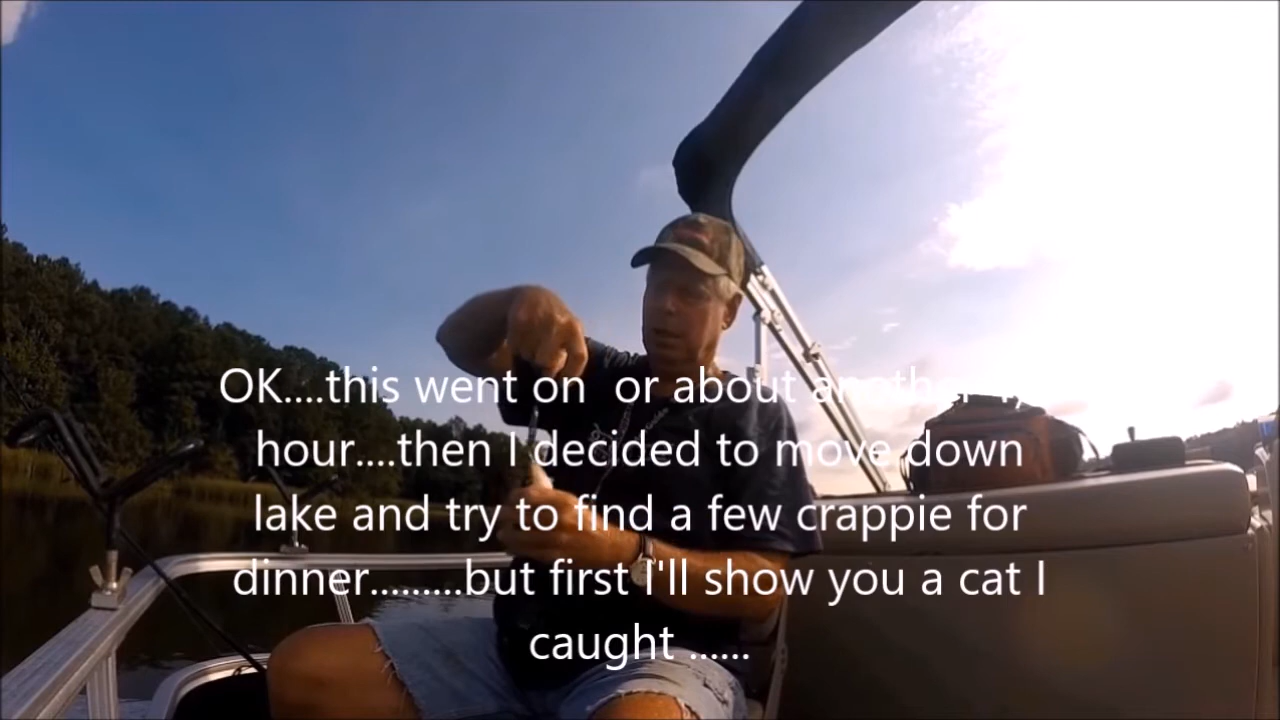 OK....this went on  or about another
hour....then I decided to move down
lake and try to find a few crappie for
dinner.........but first I'll show you a cat I
caught ......